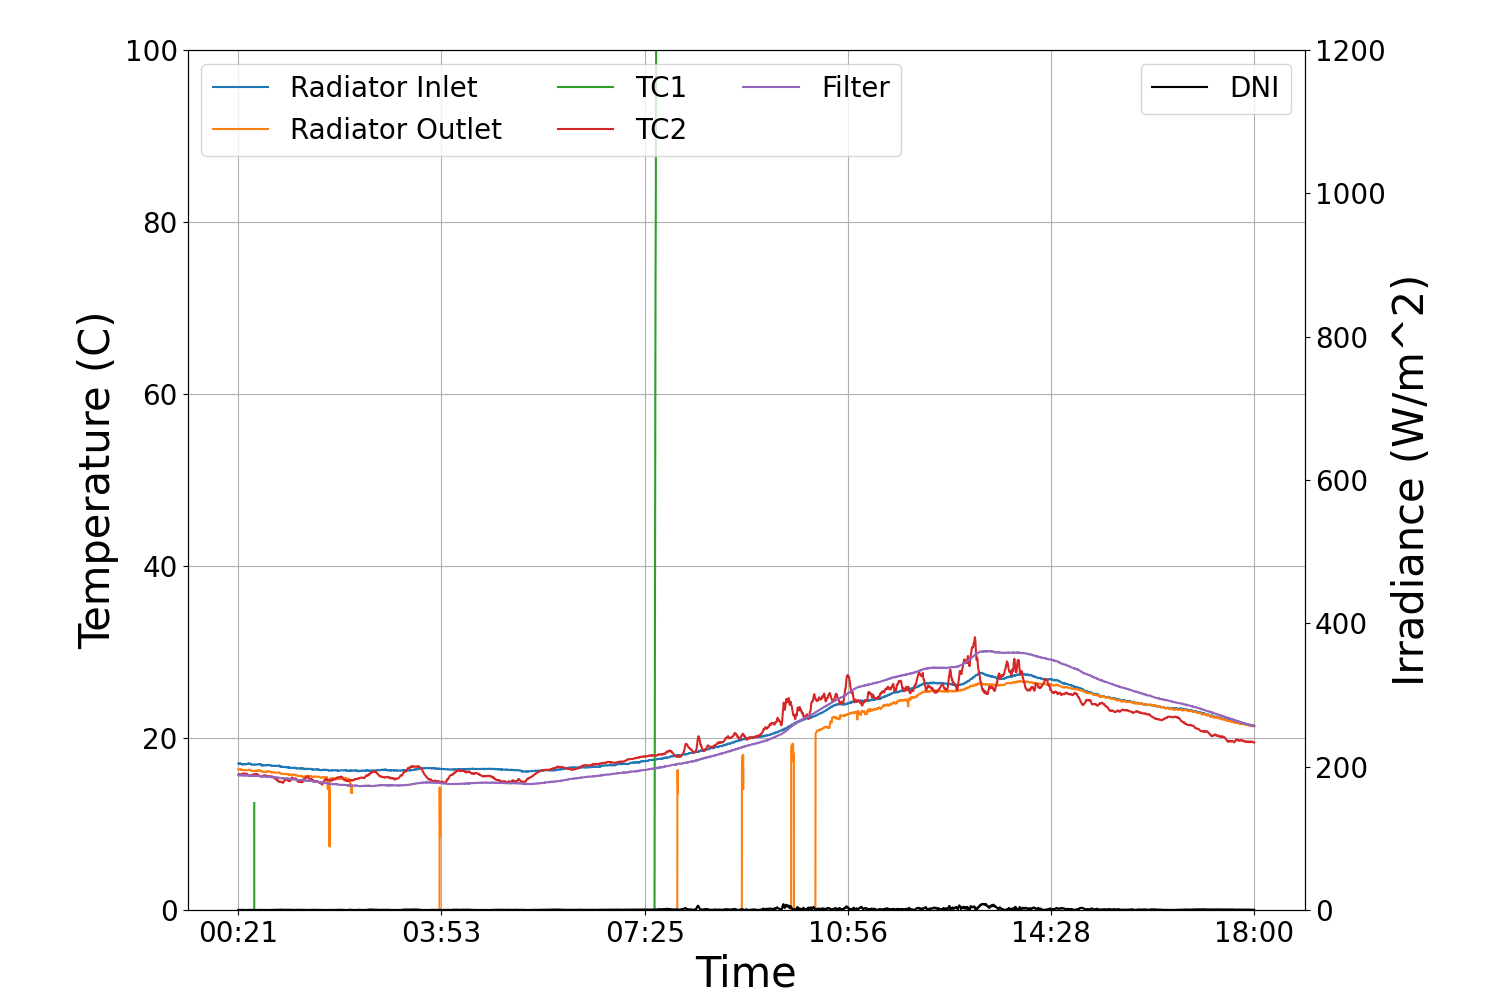 100
80
60
40
20
0
Temperature (C)
Radiator Inlet
Radiator Outlet
TC1
TC2
Filter
DNI
1200
1000
800
600
400
200
0
Irradiance (W/m^2)
00:21 03:53 07:25 10:56 14:28 18:00
Time